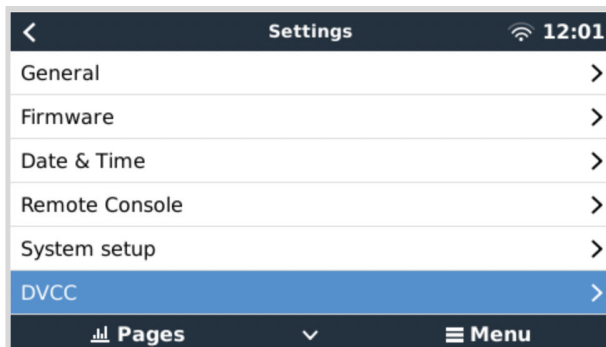 Settings 12:01
General
Firmware
Date & Time
Remote Console
System setup
DVCC
Pages Menu